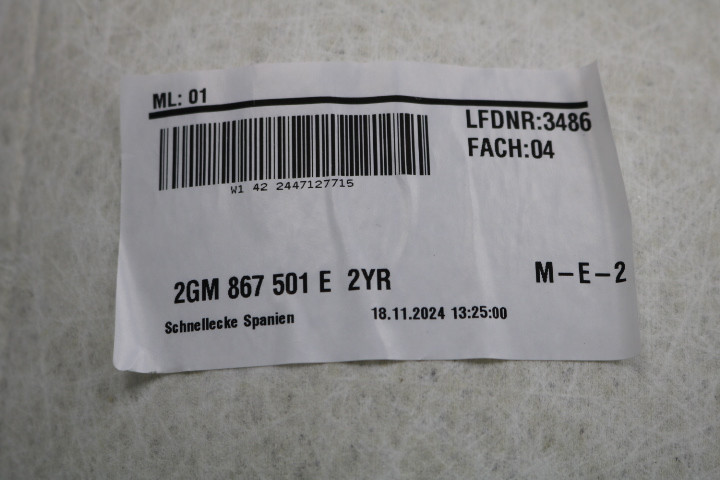 ML: 01
LFDNR:3486
FACH:04
W1 42 2447127715
2GM 867 501 E 2YR
M-E-2
Schnellecke Spanien
18.11.2024 13:25:00